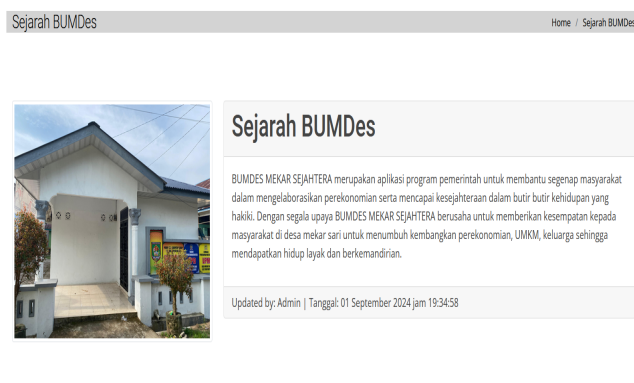 Sejarah BUMDes
Home / Sejarah BUMDes
Sejarah BUMDes
BUMDES MEKAR SEJAHTERA merupakan aplikasi program pemerintah untuk membantu segenap masyarakat
dalam mengelaborasikan perekonomian serta mencapai kesejahteraan dalam butir butir kehidupan yang
hakiki. Dengan segala upaya BUMDES MEKAR SEJAHTERA berusaha untuk memberikan kesempatan kepada
masyarakat di desa mekar sari untuk menumbuh kembangkan perekonomian, UMKM, keluarga sehingga
mendapatkan hidup layak dan berkemandirian.
Updated by: Admin | Tanggal: 01 September 2024 jam 19:34:58